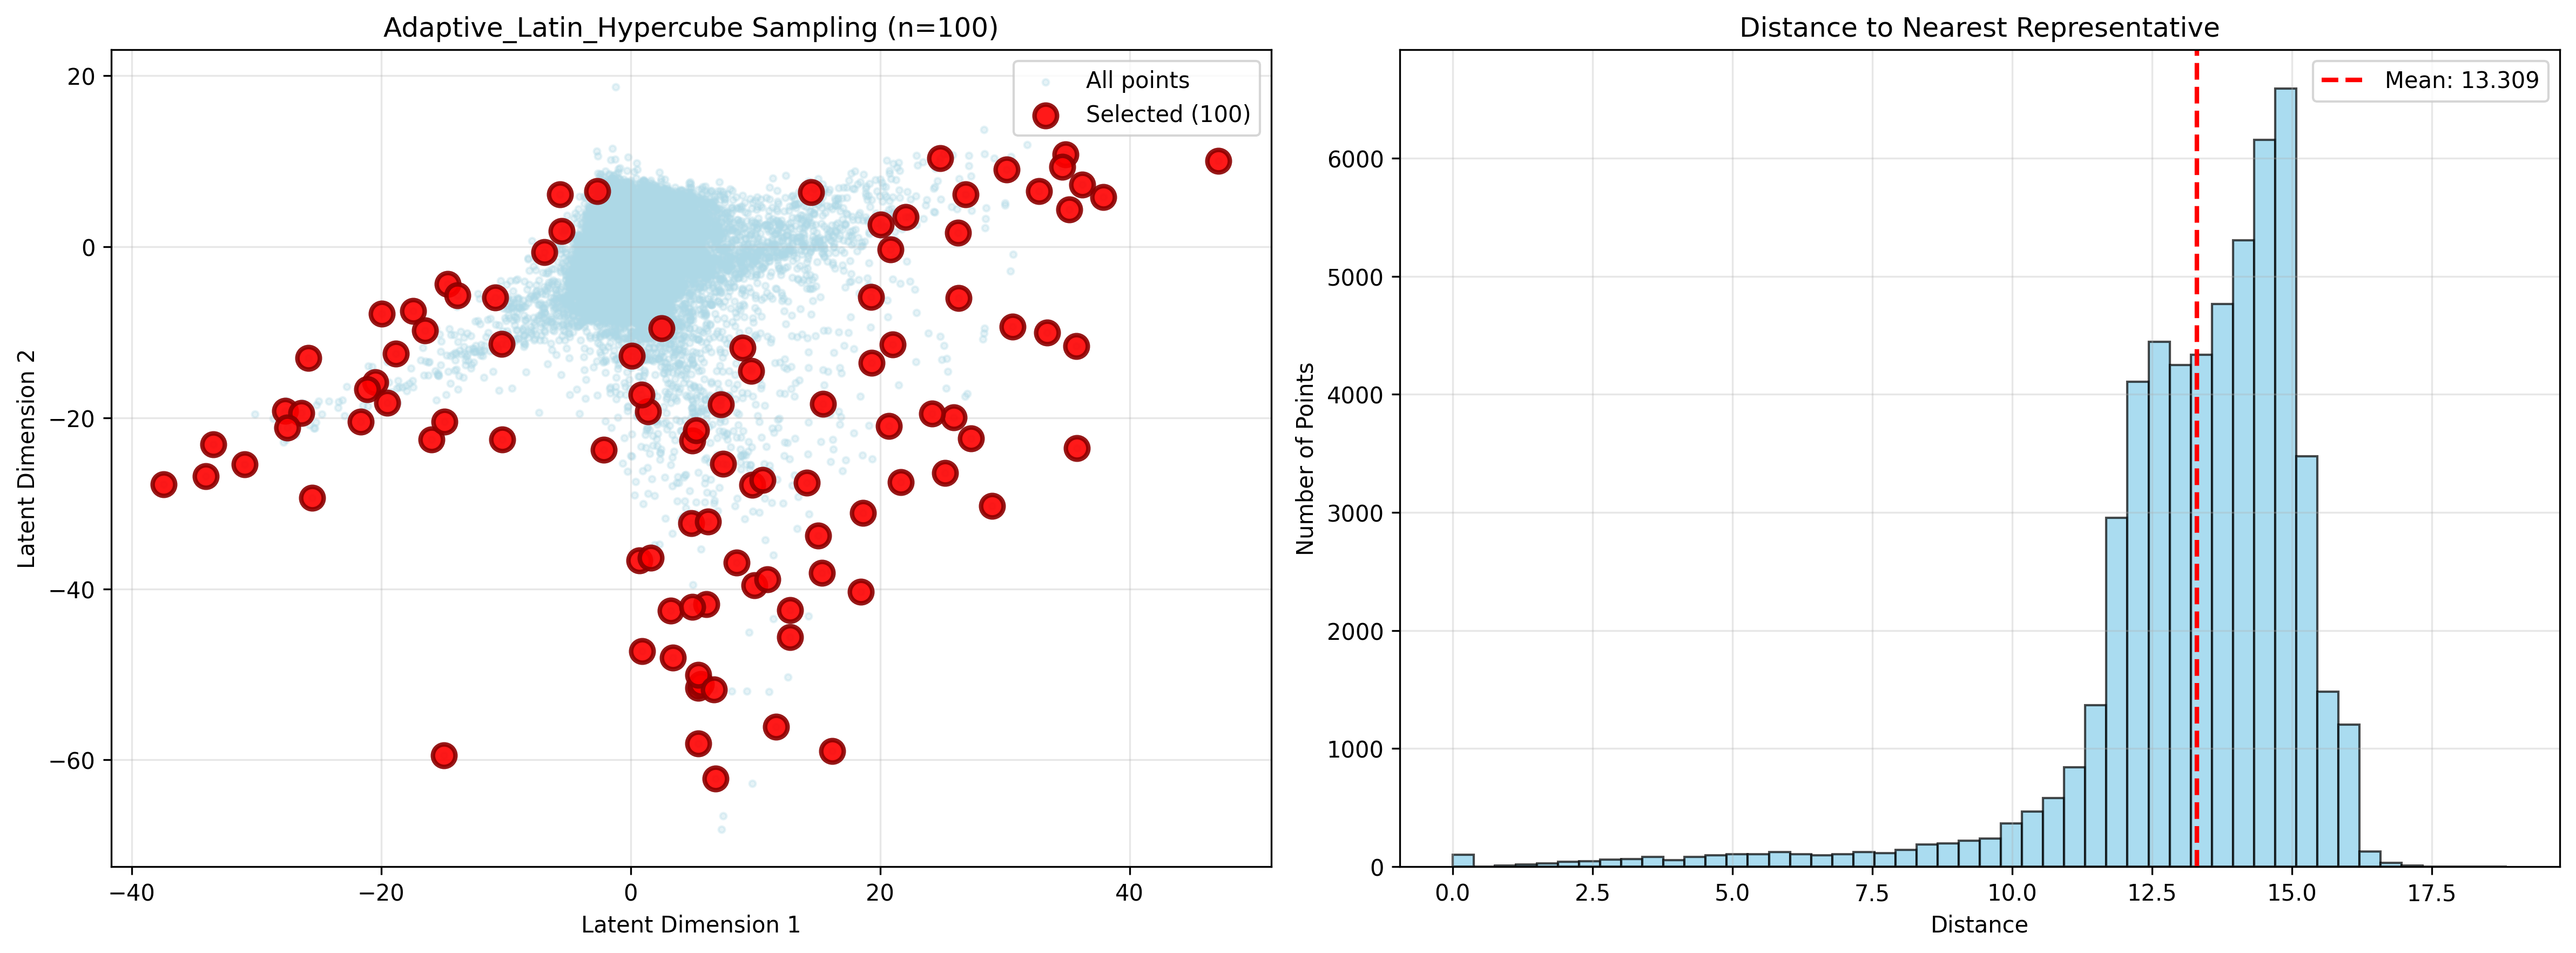 Adaptive_Latin_Hypercube Sampling (n=100)
All points
Selected (100)
20
0
−20
−40
−60
Latent Dimension 2
−40
−20
0
20
40
Latent Dimension 1
Distance to Nearest Representative
Mean: 13.309
6000
5000
4000
3000
2000
1000
0
Number of Points
0.0
2.5
5.0
7.5
10.0
12.5
15.0
17.5
Distance